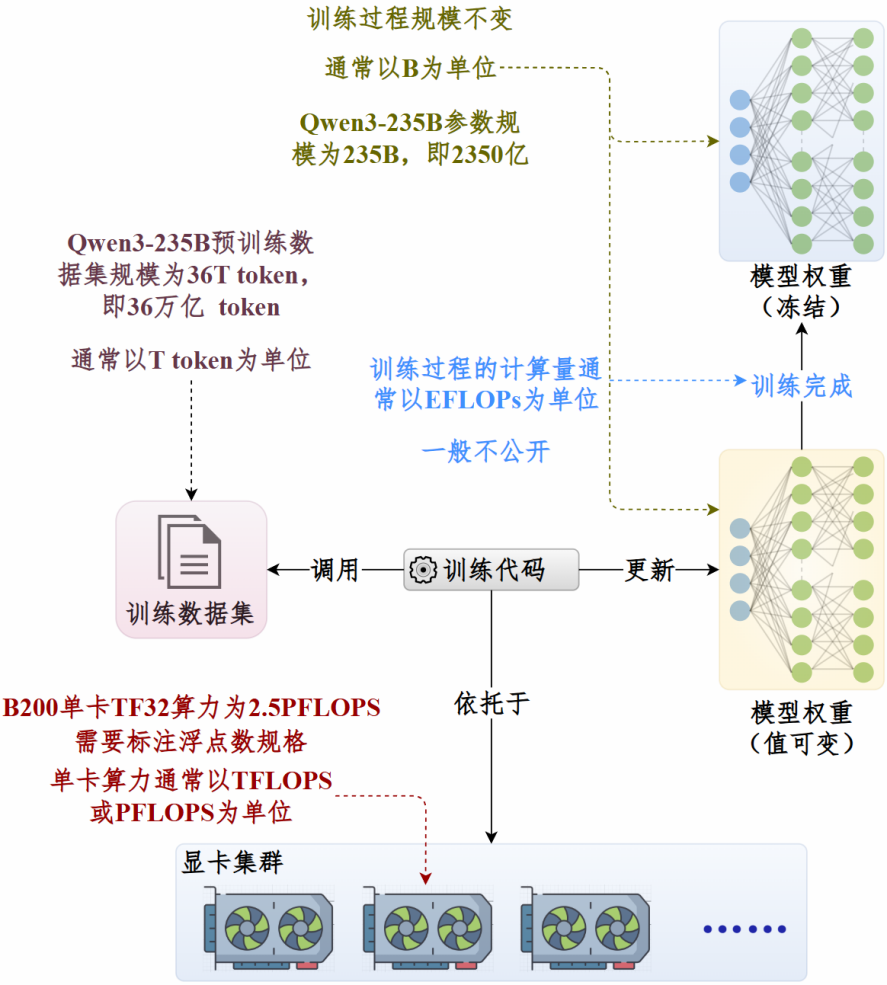 训练过程规模不变
通常以B为单位
Qwen3-235B参数规
模为235B，即2350亿
模型权重
（冻结）
Qwen3-235B预训练数
据集规模为36T token，
即36万亿 token
通常以T token为单位
训练过程的计算量通
常以EFLOPs为单位
一般不公开
训练完成
调用
训练代码
更新
训练数据集
模型权重
（值可变）
依托于
B200单卡TF32算力为2.5PFLOPS
需要标注浮点数规格
单卡算力通常以TFLOPS
或PFLOPS为单位
显卡集群